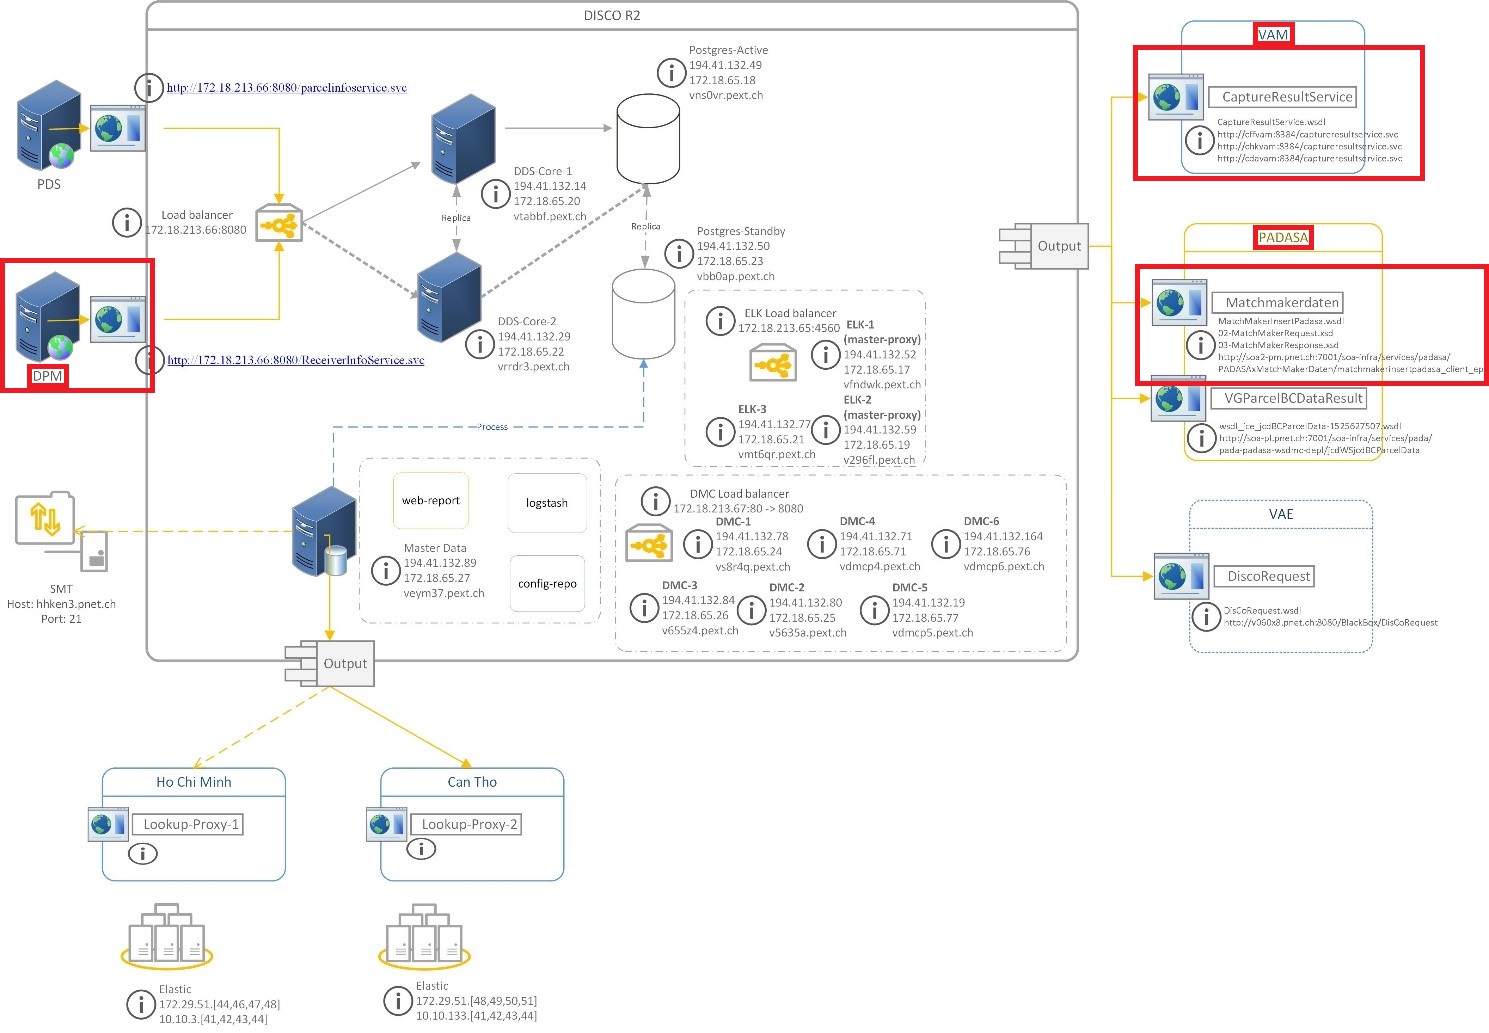 DISCO R2
http://172.18.213.66:8080/parcelinfoservice.svc
PDS
Load balancer
172.18.213.66:8080
DPM
http://172.18.213.66:8080/ReceiverInfoService.svc
DDS-Core-1
194.41.132.14
172.18.65.20
vtabbf.pext.ch
Replica
DDS-Core-2
194.41.132.29
172.18.65.22
vrrdr3.pext.ch
Postgres-Active
194.41.132.49
172.18.65.18
vns0vr.pext.ch
Replica
Postgres-Standby
194.41.132.50
172.18.65.23
vbb0ap.pext.ch
ELK Load balancer
172.18.213.65:4560
ELK-1
(master-proxy)
194.41.132.52
172.18.65.17
vfndwk.pext.ch
ELK-3
194.41.132.77
172.18.65.21
vmt6qr.pext.ch
ELK-2
(master-proxy)
194.41.132.59
172.18.65.19
v296fl.pext.ch
Process
web-report
logstash
config-repo
Master Data
194.41.132.89
172.18.65.27
veym37.pext.ch
DMC Load balancer
172.18.213.67:80 -> 8080
DMC-1
194.41.132.78
172.18.65.24
vs8r4q.pext.ch
DMC-4
194.41.132.71
172.18.65.71
vdmcp4.pext.ch
DMC-6
194.41.132.164
172.18.65.76
vdmcp6.pext.ch
DMC-3
194.41.132.84
172.18.65.26
v655z4.pext.ch
DMC-2
194.41.132.80
172.18.65.25
v5635a.pext.ch
DMC-5
194.41.132.19
172.18.65.77
vdmcp5.pext.ch
SMT
Host: hhken3.pnet.ch
Port: 21
Output
Output
VAM
CaptureResultService
CaptureResultService.wsdl
http://cffvam:8384/captureresultservice.svc
http://chkvam:8384/captureresultservice.svc
http://cdavam:8384/captureresultservice.svc
PADASA
Matchmakerdaten
MatchMakerInsertPadasa.wsdl
02-MatchMakerRequest.xsd
03-MatchMakerResponse.xsd
http://soa2-pm.pnet.ch:7001/soa-infra/services/padasa/
PADASAxMatchMakerDaten/matchmakerinsertpadasa_client_ep
VGParcelBCDataResult
wsdl_ice_jcdBCParcelData-1525627507.wsdl
http://soa-pl.pnet.ch:7001/soa-infra/services/pada/
pada-padasa-wsdmc-depl/jcdWSjcdBCParcelData
VAE
DiscoRequest
DisCoRequest.wsdl
http://v060x8.pnet.ch:8080/BlackBox/DisCoRequest
Ho Chi Minh
Lookup-Proxy-1
Can Tho
Lookup-Proxy-2
Elastic
172.29.51.[44,46,47,48]
10.10.3.[41,42,43,44]
Elastic
172.29.51.[48,49,50,51]
10.10.133.[41,42,43,44]